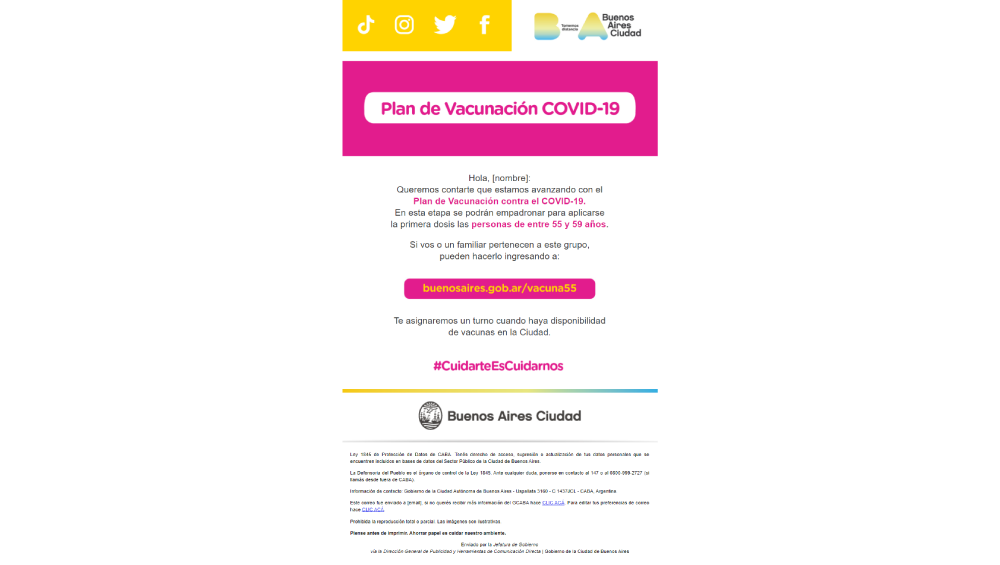 Tenemos distancia
Buenos
Aires
Ciudad
Plan de Vacunación COVID-19
Hola, [nombre]:
Queremos contarte que estamos avanzando con el
Plan de Vacunación contra el COVID-19.
En esta etapa se podrán empadronar para aplicarse
la primera dosis las personas de entre 55 y 59 años.
Si vos o un familiar pertenecen a este grupo,
pueden hacerlo ingresando a:
buenosaires.gob.ar/vacuna55
Te asignaremos un turno cuando haya disponibilidad
de vacunas en la Ciudad.
#CuidarteEsCuidarnos
Buenos Aires Ciudad
Ley 1845 de Protección de Datos de CABA. Tenés derecho de acceso, supresión o actualización de tus datos personales que se
encuentren incluidos en bases de datos del Sector Público de la Ciudad de Buenos Aires.
La Defensoría del Pueblo es el órgano de control de la Ley 1845. Ante cualquier duda, ponerse en contacto al 147 o al 0800-999-2727 (si
llamás desde fuera de CABA).
Información de contacto: Gobierno de la Ciudad Autónoma de Buenos Aires - Uspallata 3160 - C 1437JCL - CABA, Argentina.
Este correo fue enviado a [email], si no querés recibir más información del GCABA hace CLIC ACÁ. Para editar tus preferencias de correo
hace CLIC ACÁ.
Prohibida la reproducción total o parcial. Las imágenes son ilustrativas.
Pienso antes de imprimir. Ahorrar papel es cuidar nuestro ambiente.
Enviado por la Jefatura de Gobierno
vía la Dirección General de Publicidad y Herramientas de Comunicación Directa | Gobierno de la Ciudad de Buenos Aires